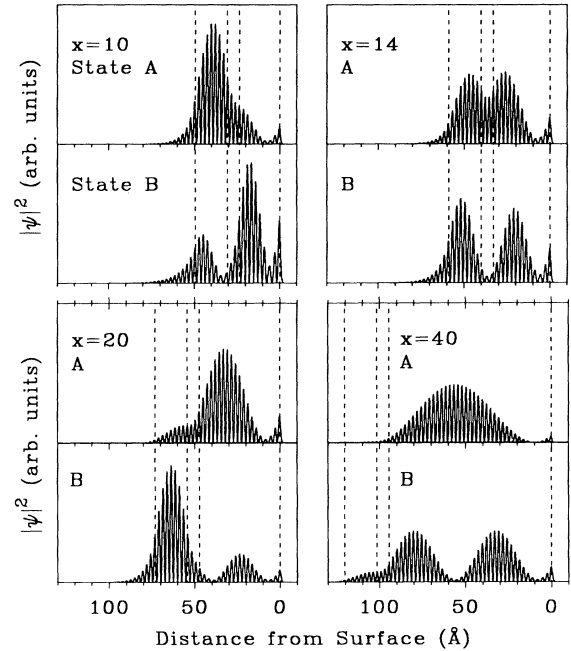 x=10
State A
x=14
A
State B
B
|ψ|² (arb. units)
x=20
A
x=40
A
B
B
|ψ|² (arb. units)
100 50 0
100 50 0
Distance from Surface (Å)